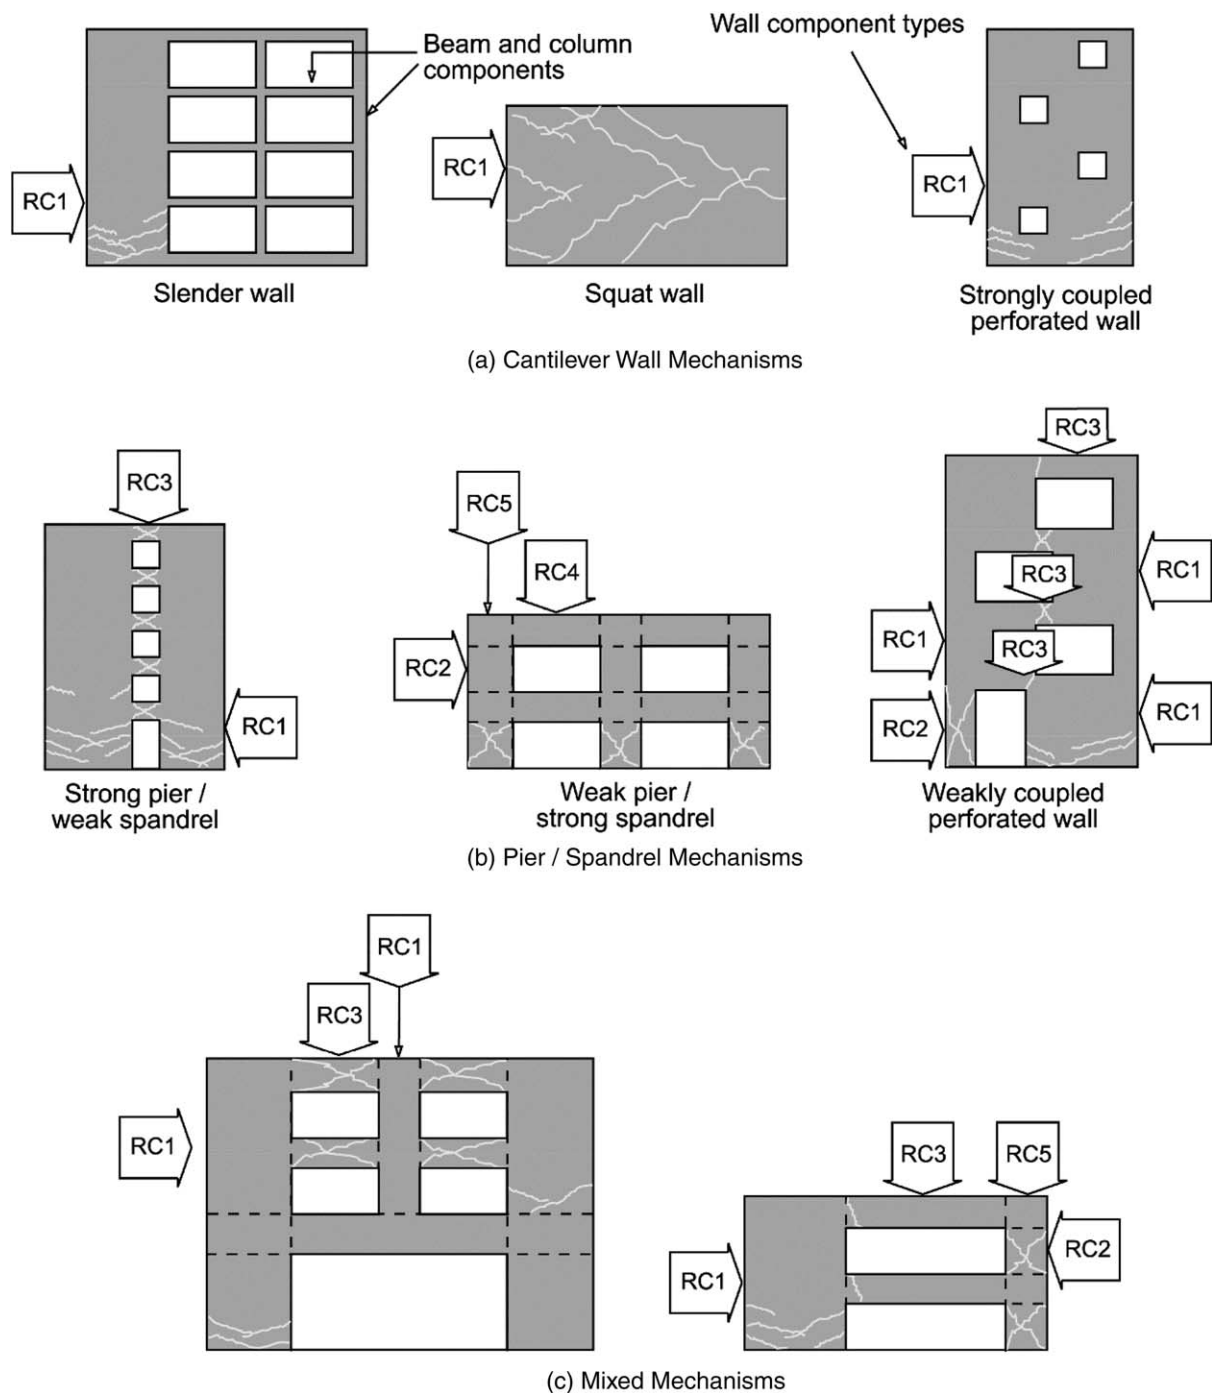 Beam and column
components
Wall component types
RC1
RC1
RC1
Slender wall
Squat wall
Strongly coupled
perforated wall
(a) Cantilever Wall Mechanisms
RC3
RC1
Strong pier /
weak spandrel
RC5
RC4
RC2
Weak pier /
strong spandrel
RC3
RC3
RC1
RC1
RC3
RC2
RC1
Weakly coupled
perforated wall
(b) Pier / Spandrel Mechanisms
RC1
RC3
RC1
RC3
RC5
RC2
RC1
(c) Mixed Mechanisms